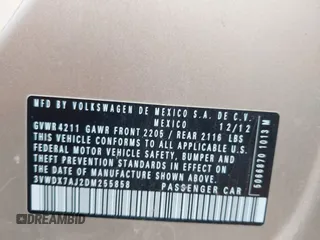 MFD BY VOLKSWAGEN DE MEXICO S.A. DE C.V.
MEXICO 12/12
GVWR 4211 GAWR FRONT 2205 / REAR 2116 LBS
THIS VEHICLE CONFORMS TO ALL APPLICABLE U.S.
FEDERAL MOTOR VEHICLE SAFETY, BUMPER AND
THEFT PREVENTION STANDARDS IN EFFECT ON
THE DATE OF MANUFACTURE SHOWN ABOVE.
3VWDX7AJ2DM255858 PASSENGER CAR